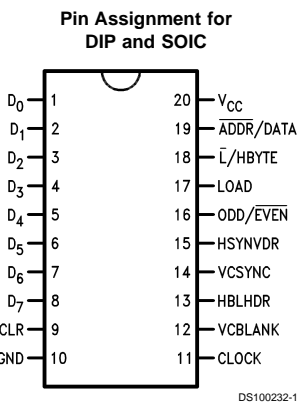 Pin Assignment for
DIP and SOIC
D0 1 20 VCC
D1 2 19 A̅D̅D̅R̅/DATA
D2 3 18 L̅/HBYTE
D3 4 17 LOAD
D4 5 16 ODD/E̅V̅E̅N̅
D5 6 15 HSYNVDR
D6 7 14 VCSYNC
D7 8 13 HBLHDR
CLR 9 12 VCBLANK
GND 10 11 CLOCK
DS100232-1